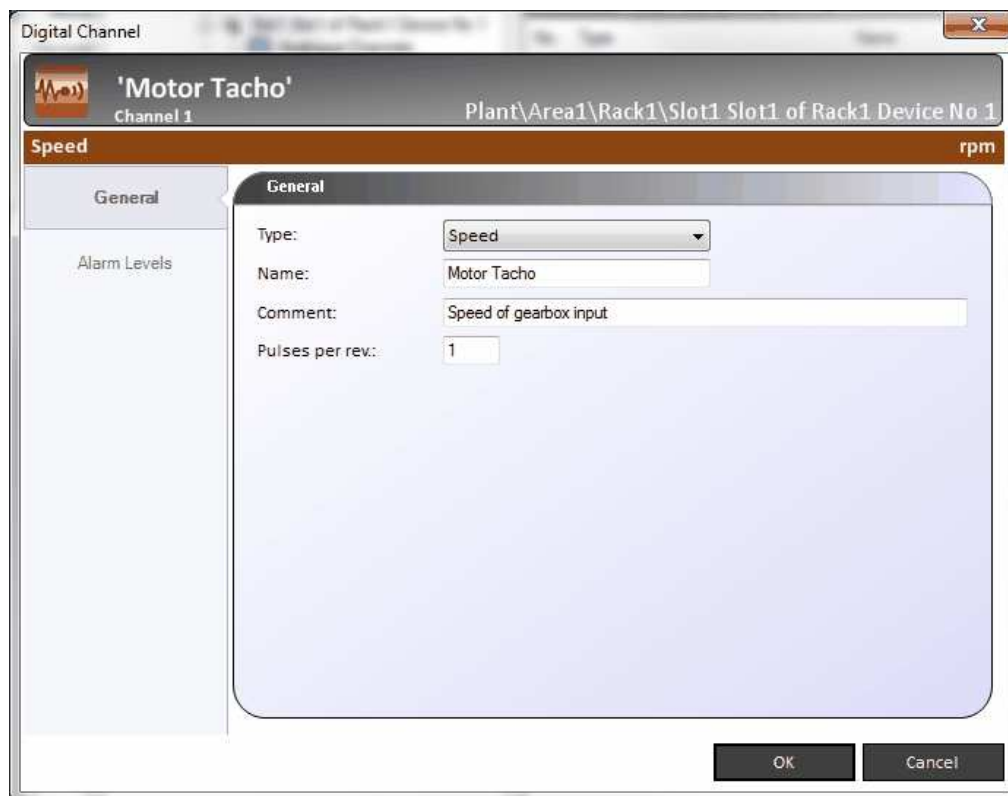 Digital Channel
'Motor Tacho'
Channel 1
Plant\Area1\Rack1\Slot1 Slot1 of Rack1 Device No 1
Speed rpm
General
Alarm Levels
General
Type: Speed
Name: Motor Tacho
Comment: Speed of gearbox input
Pulses per rev.: 1
OK Cancel